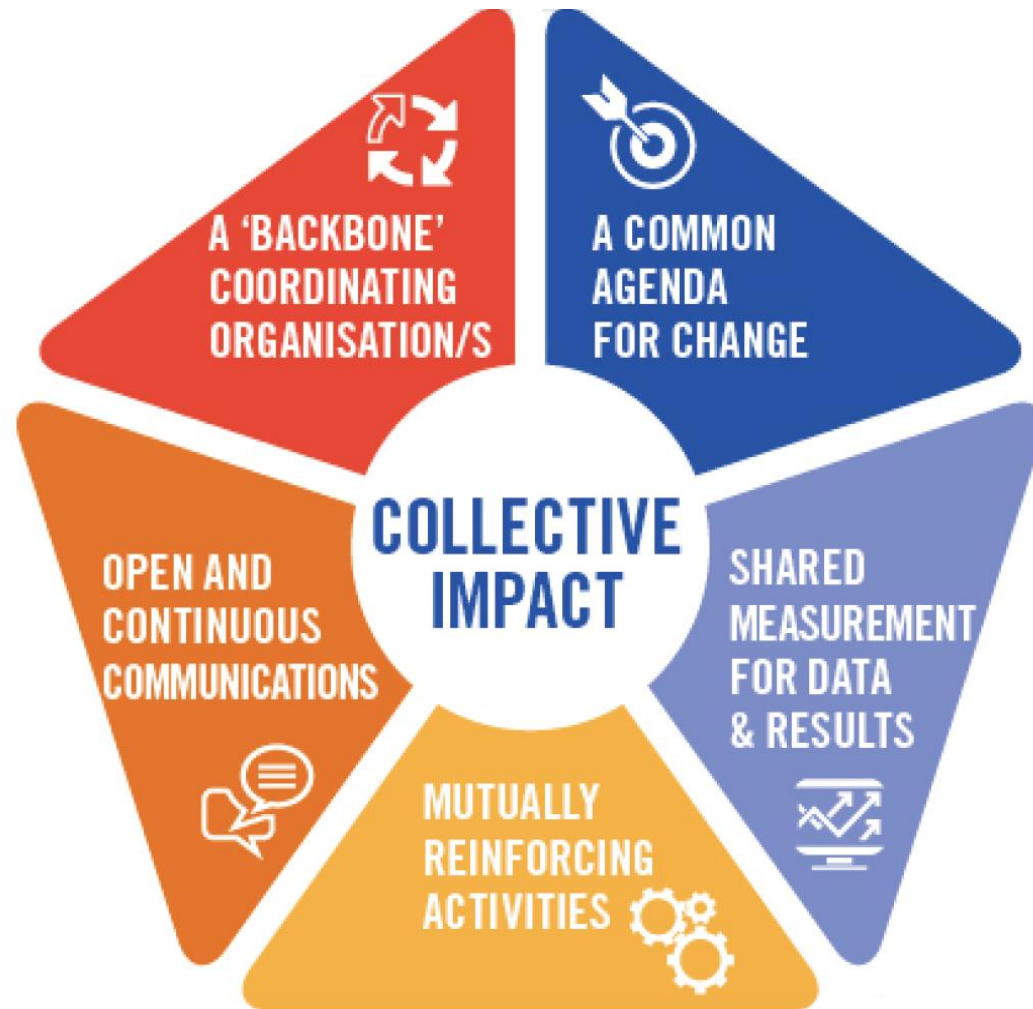 A ‘BACKBONE’
COORDINATING
ORGANISATION/S
A COMMON
AGENDA
FOR CHANGE
COLLECTIVE
IMPACT
OPEN AND
CONTINUOUS
COMMUNICATIONS
SHARED
MEASUREMENT
FOR DATA
& RESULTS
MUTUALLY
REINFORCING
ACTIVITIES